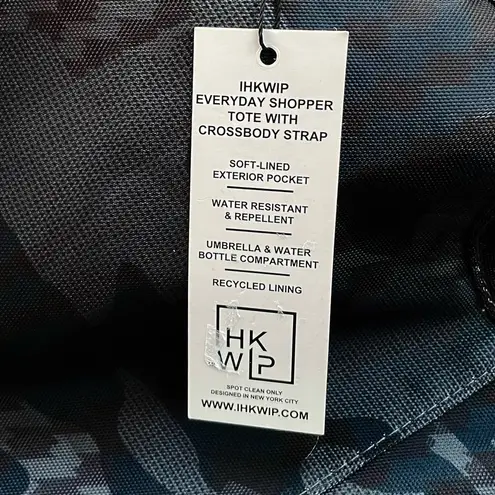 IHKWIP
EVERYDAY SHOPPER
TOTE WITH
CROSSBODY STRAP
SOFT-LINED
EXTERIOR POCKET
WATER RESISTANT
& REPELLENT
UMBRELLA & WATER
BOTTLE COMPARTMENT
RECYCLED LINING
HK
WIP
SPOT CLEAN ONLY
DESIGNED IN NEW YORK CITY
WWW.IHKWIP.COM